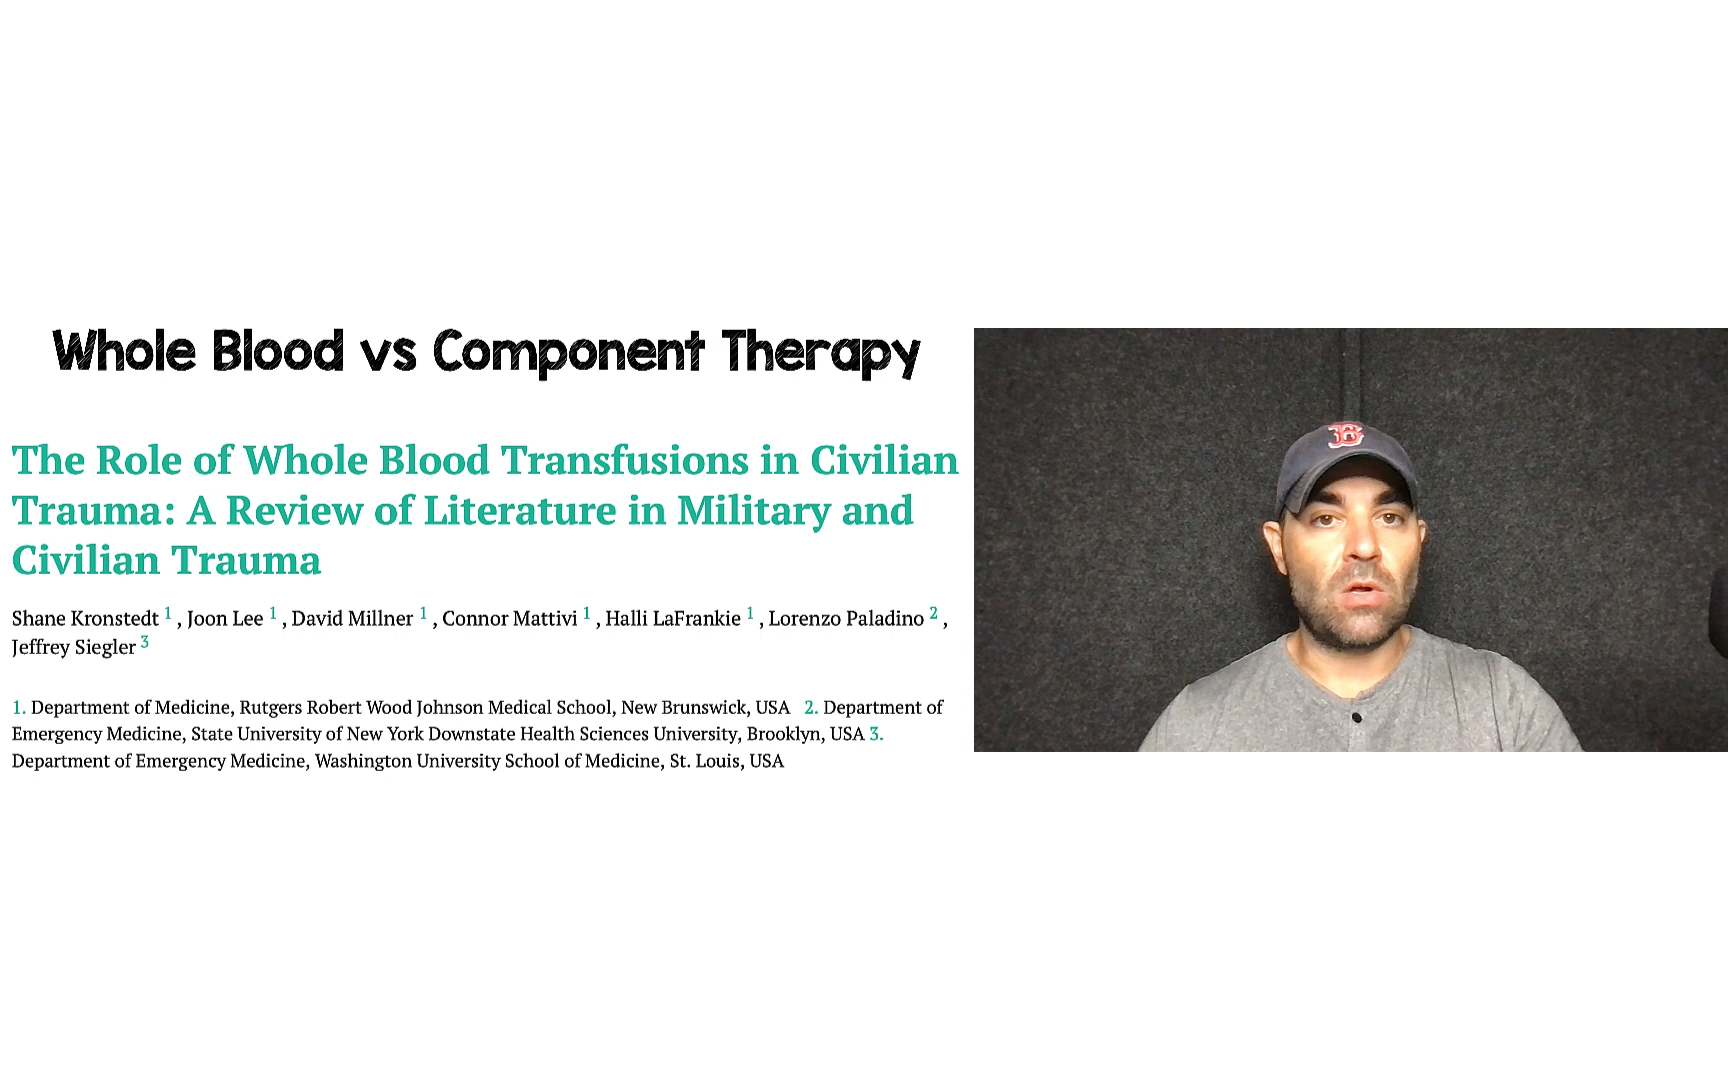 Whole Blood vs Component Therapy
The Role of Whole Blood Transfusions in Civilian
Trauma: A Review of Literature in Military and
Civilian Trauma
Shane Kronstedt 1 , Joon Lee 1 , David Millner 1 , Connor Mattivi 1 , Halli LaFrankie 1 , Lorenzo Paladino 2 ,
Jeffrey Siegler 3
1. Department of Medicine, Rutgers Robert Wood Johnson Medical School, New Brunswick, USA 2. Department of
Emergency Medicine, State University of New York Downstate Health Sciences University, Brooklyn, USA 3.
Department of Emergency Medicine, Washington University School of Medicine, St. Louis, USA
B